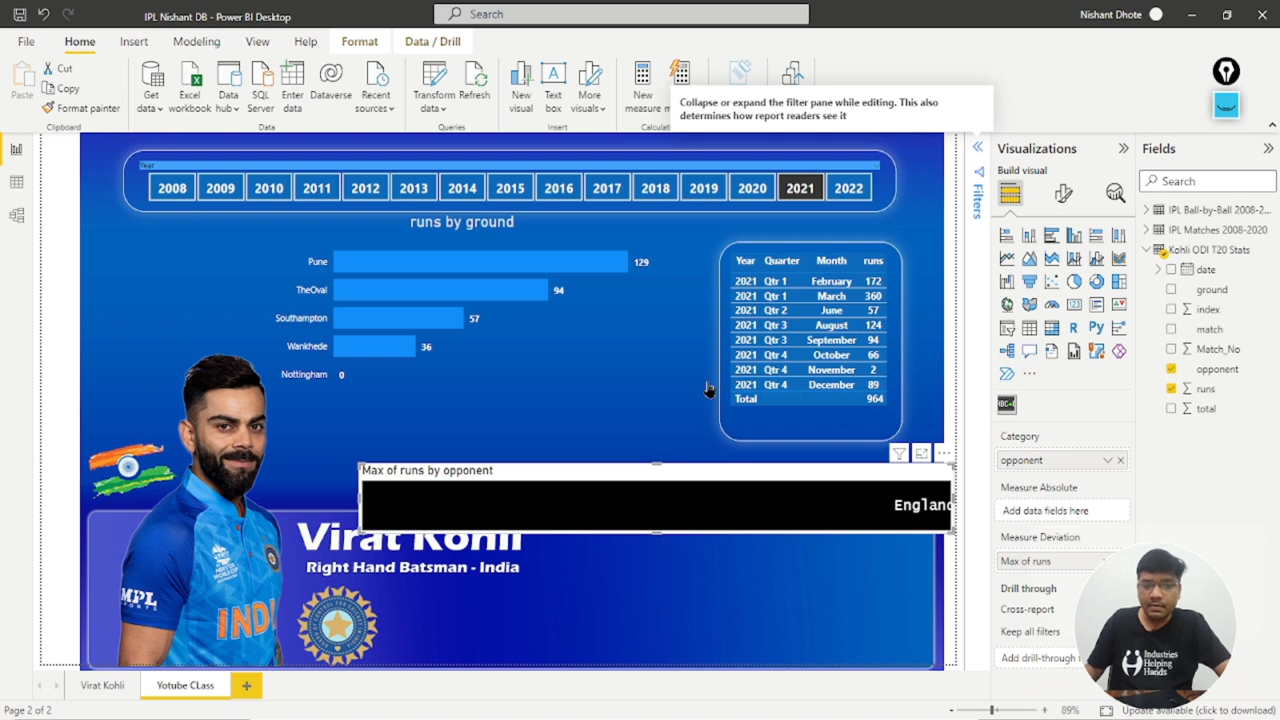 IPL Nishant DB - Power BI Desktop
Search
Nishant Dhote
File Home Insert Modeling View Help Format Data / Drill
Paste
Cut
Copy
Format painter
Clipboard
Get data
Excel workbook
Data hub
SQL Server
Enter data
Dataverse
Recent sources
Data
Transform data
Refresh
Queries
New visual
Text box
More visuals
Insert
New measure
Collapse or expand the filter pane while editing. This also
determines how report readers see it
Year
2008 2009 2010 2011 2012 2013 2014 2015 2016 2017 2018 2019 2020 2021 2022
runs by ground
Pune 129
TheOval 94
Southampton 57
Wankhede 36
Nottingham 0
Year Quarter Month runs
2021 Qtr 1 February 172
2021 Qtr 1 March 360
2021 Qtr 2 June 57
2021 Qtr 3 August 124
2021 Qtr 3 September 94
2021 Qtr 4 October 66
2021 Qtr 4 November 2
2021 Qtr 4 December 89
Total 964
Max of runs by opponent
England
Virat Kohli
Right Hand Batsman - India
MPL
SPORTS
INDI
Filters
Visualizations
Build visual
R Py
Category
opponent
Measure Absolute
Add data fields here
Measure Deviation
Max of runs
Drill through
Cross-report
Keep all filters
Add drill-through
Fields
Search
IPL Ball-by-Ball 2008-2...
IPL Matches 2008-2020
Kohli ODI T20 Stats
date
ground
index
match
Match_No
opponent
runs
total
Industries
Helping
Hands
Virat Kohli
Yotube CLass
Page 2 of 2
89%
Update available (click to download)